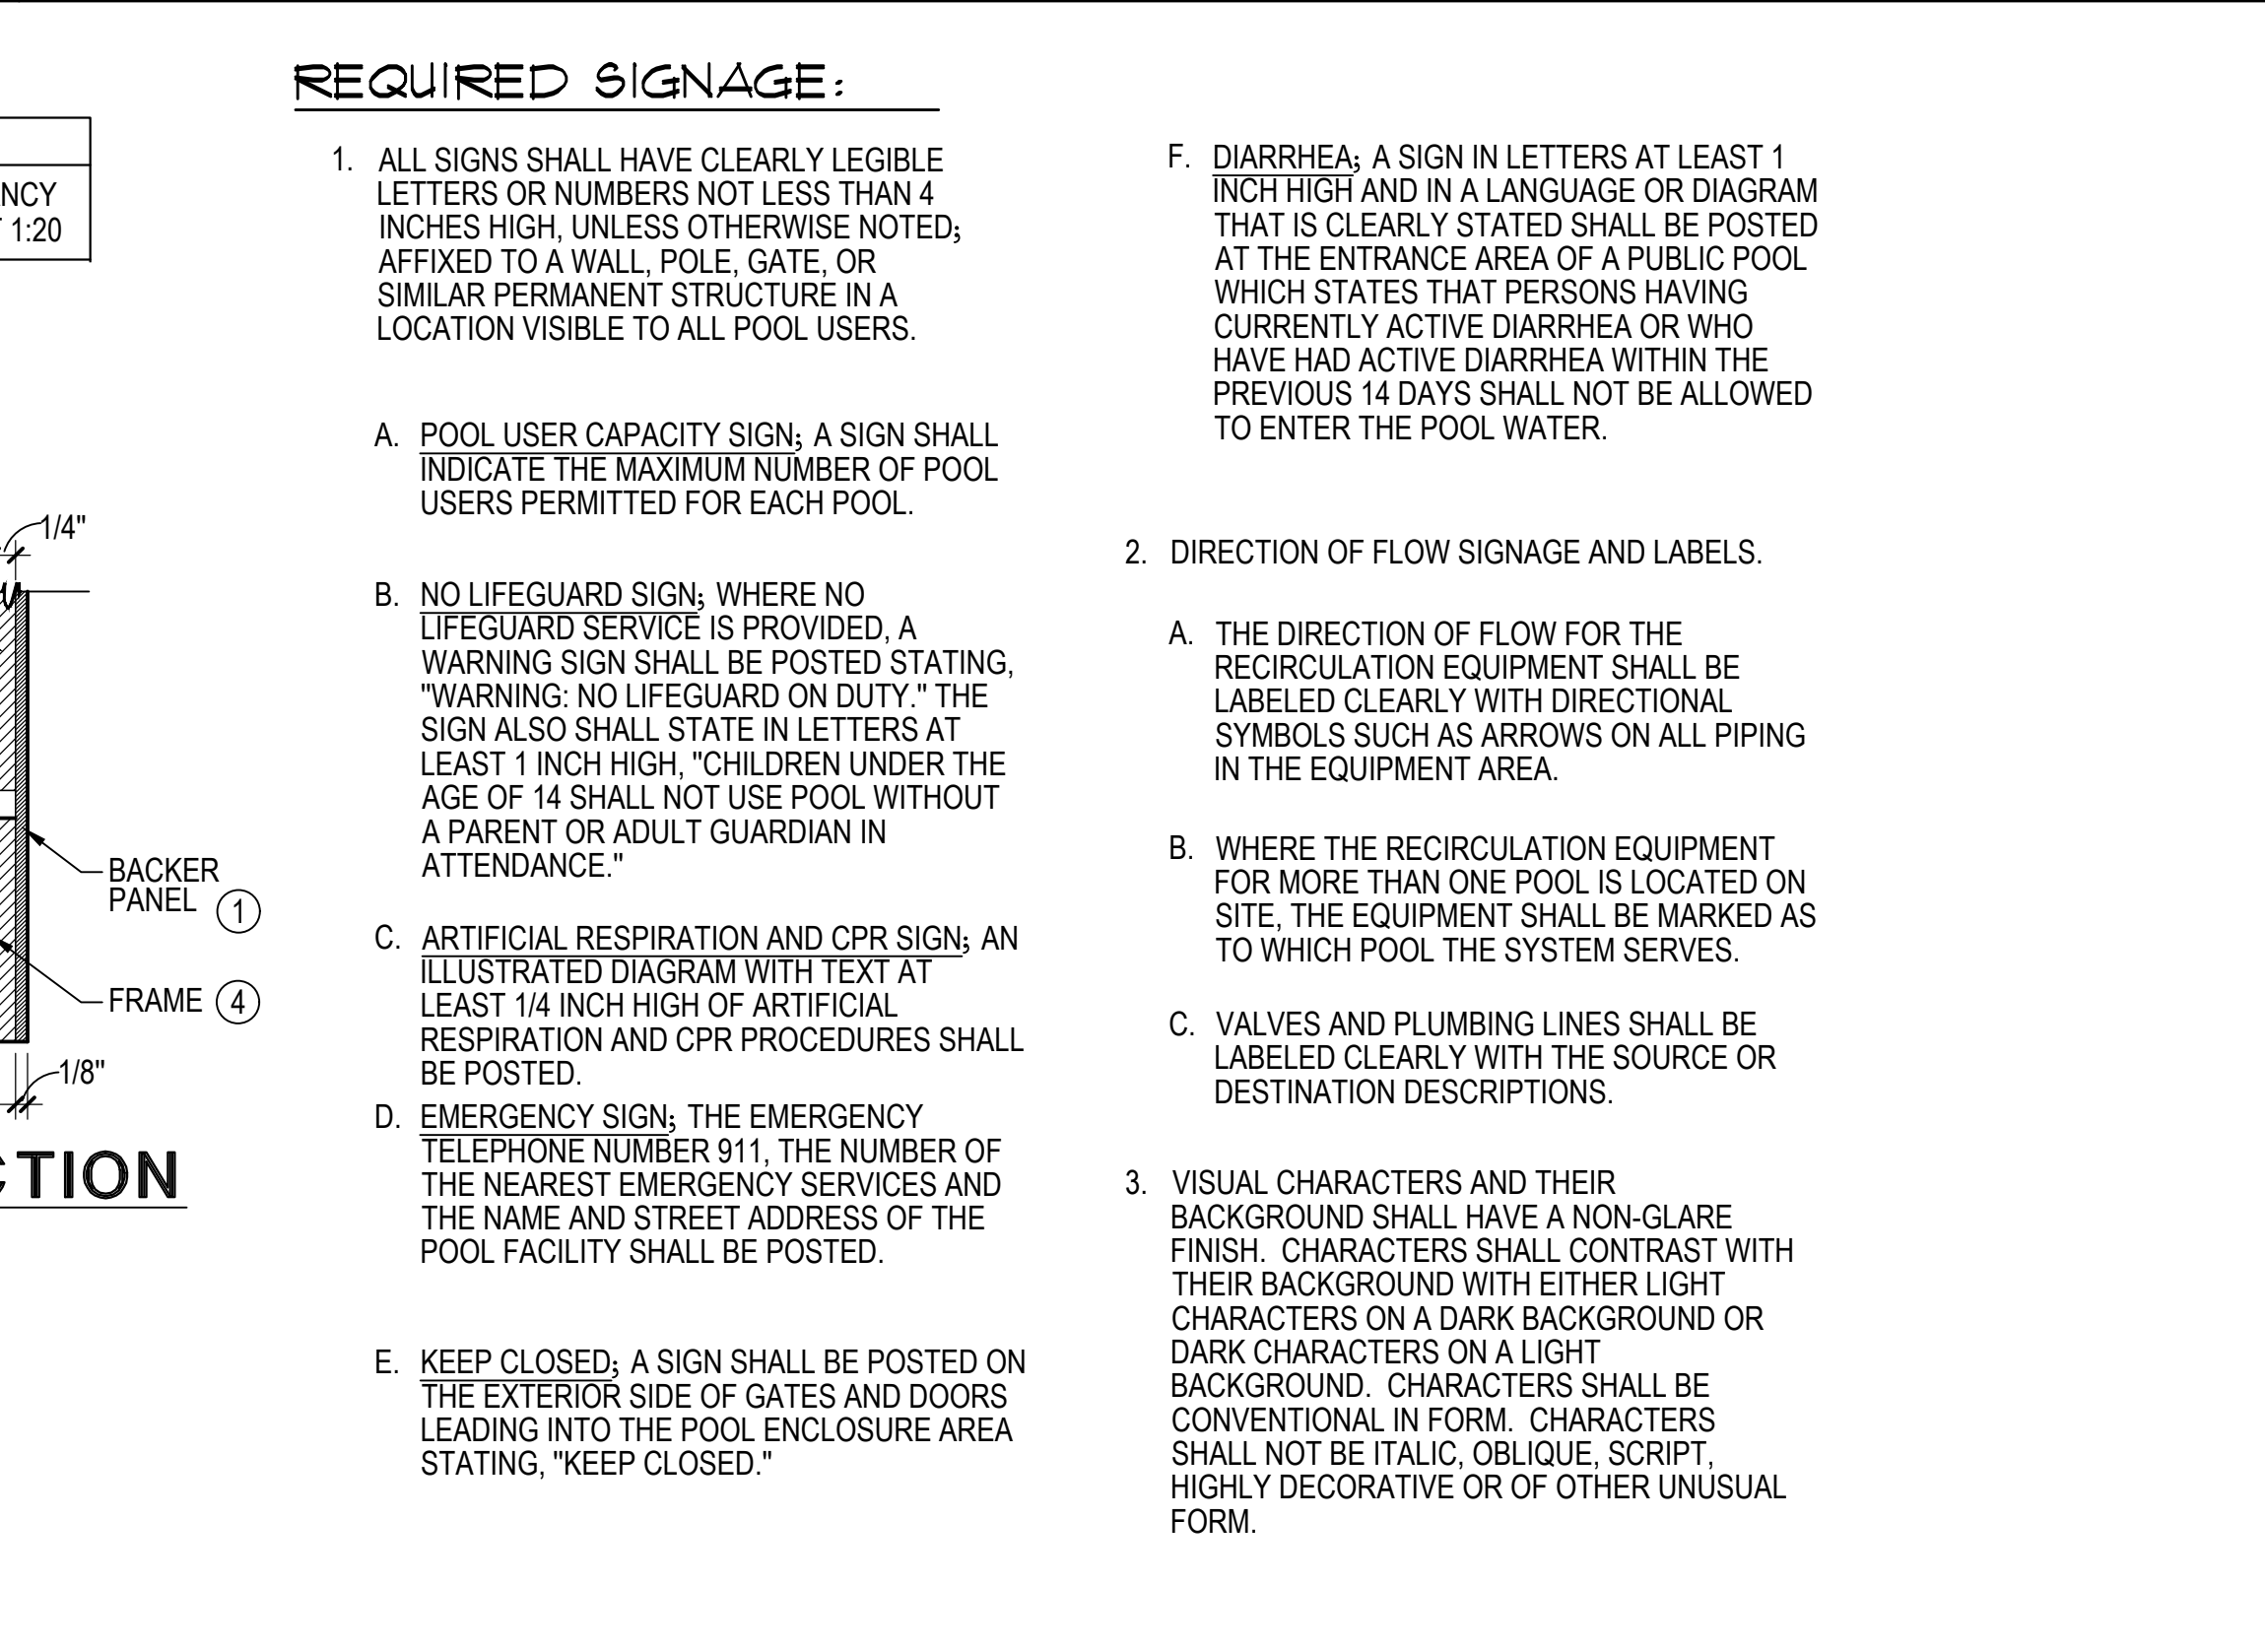 NCY
1:20
1/4"
BACKER
PANEL 1
FRAME 4
1/8"
CTION
REQUIRED SIGNAGE:
1. ALL SIGNS SHALL HAVE CLEARLY LEGIBLE
LETTERS OR NUMBERS NOT LESS THAN 4
INCHES HIGH, UNLESS OTHERWISE NOTED;
AFFIXED TO A WALL, POLE, GATE, OR
SIMILAR PERMANENT STRUCTURE IN A
LOCATION VISIBLE TO ALL POOL USERS.
A. POOL USER CAPACITY SIGN; A SIGN SHALL
INDICATE THE MAXIMUM NUMBER OF POOL
USERS PERMITTED FOR EACH POOL.
B. NO LIFEGUARD SIGN; WHERE NO
LIFEGUARD SERVICE IS PROVIDED, A
WARNING SIGN SHALL BE POSTED STATING,
"WARNING: NO LIFEGUARD ON DUTY." THE
SIGN ALSO SHALL STATE IN LETTERS AT
LEAST 1 INCH HIGH, "CHILDREN UNDER THE
AGE OF 14 SHALL NOT USE POOL WITHOUT
A PARENT OR ADULT GUARDIAN IN
ATTENDANCE."
C. ARTIFICIAL RESPIRATION AND CPR SIGN; AN
ILLUSTRATED DIAGRAM WITH TEXT AT
LEAST 1/4 INCH HIGH OF ARTIFICIAL
RESPIRATION AND CPR PROCEDURES SHALL
BE POSTED.
D. EMERGENCY SIGN; THE EMERGENCY
TELEPHONE NUMBER 911, THE NUMBER OF
THE NEAREST EMERGENCY SERVICES AND
THE NAME AND STREET ADDRESS OF THE
POOL FACILITY SHALL BE POSTED.
E. KEEP CLOSED; A SIGN SHALL BE POSTED ON
THE EXTERIOR SIDE OF GATES AND DOORS
LEADING INTO THE POOL ENCLOSURE AREA
STATING, "KEEP CLOSED."
F. DIARRHEA; A SIGN IN LETTERS AT LEAST 1
INCH HIGH AND IN A LANGUAGE OR DIAGRAM
THAT IS CLEARLY STATED SHALL BE POSTED
AT THE ENTRANCE AREA OF A PUBLIC POOL
WHICH STATES THAT PERSONS HAVING
CURRENTLY ACTIVE DIARRHEA OR WHO
HAVE HAD ACTIVE DIARRHEA WITHIN THE
PREVIOUS 14 DAYS SHALL NOT BE ALLOWED
TO ENTER THE POOL WATER.
2. DIRECTION OF FLOW SIGNAGE AND LABELS.
A. THE DIRECTION OF FLOW FOR THE
RECIRCULATION EQUIPMENT SHALL BE
LABELED CLEARLY WITH DIRECTIONAL
SYMBOLS SUCH AS ARROWS ON ALL PIPING
IN THE EQUIPMENT AREA.
B. WHERE THE RECIRCULATION EQUIPMENT
FOR MORE THAN ONE POOL IS LOCATED ON
SITE, THE EQUIPMENT SHALL BE MARKED AS
TO WHICH POOL THE SYSTEM SERVES.
C. VALVES AND PLUMBING LINES SHALL BE
LABELED CLEARLY WITH THE SOURCE OR
DESTINATION DESCRIPTIONS.
3. VISUAL CHARACTERS AND THEIR
BACKGROUND SHALL HAVE A NON-GLARE
FINISH. CHARACTERS SHALL CONTRAST WITH
THEIR BACKGROUND WITH EITHER LIGHT
CHARACTERS ON A DARK BACKGROUND OR
DARK CHARACTERS ON A LIGHT
BACKGROUND. CHARACTERS SHALL BE
CONVENTIONAL IN FORM. CHARACTERS
SHALL NOT BE ITALIC, OBLIQUE, SCRIPT,
HIGHLY DECORATIVE OR OF OTHER UNUSUAL
FORM.